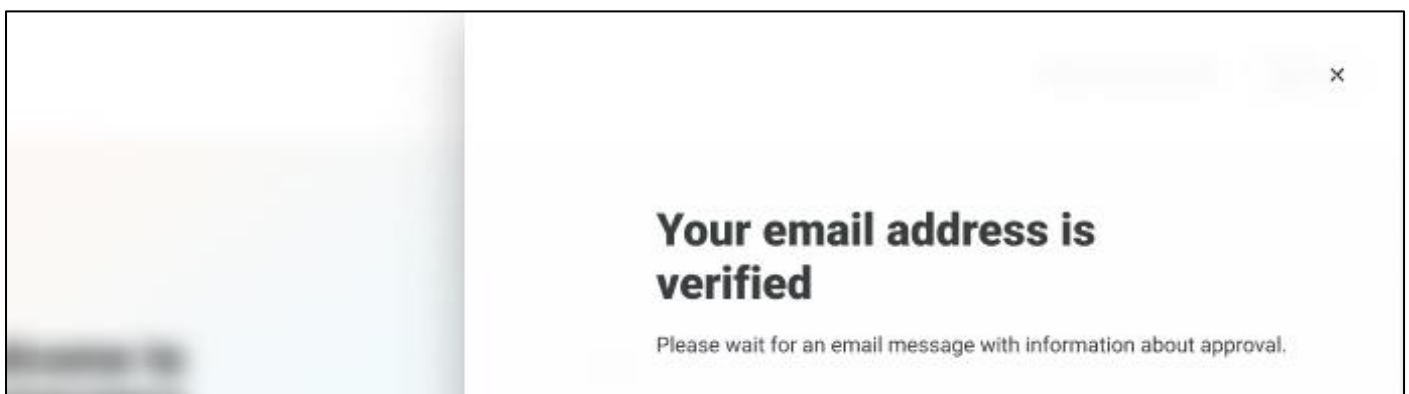 Your email address is
verified
Please wait for an email message with information about approval.